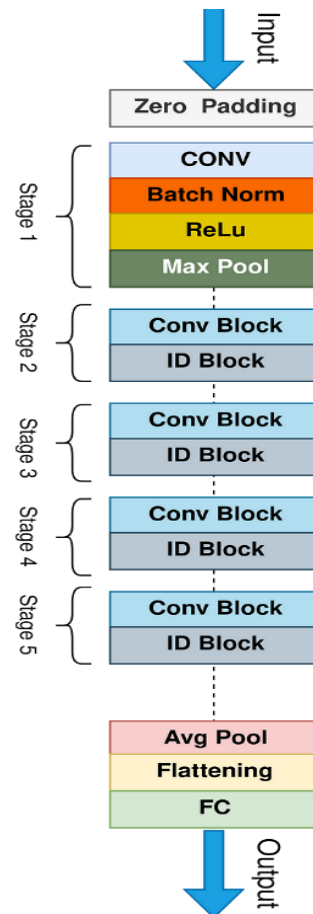 Input
Zero Padding
Stage 1
CONV
Batch Norm
ReLu
Max Pool
Stage 2
Conv Block
ID Block
Stage 3
Conv Block
ID Block
Stage 4
Conv Block
ID Block
Stage 5
Conv Block
ID Block
Avg Pool
Flattening
FC
Output